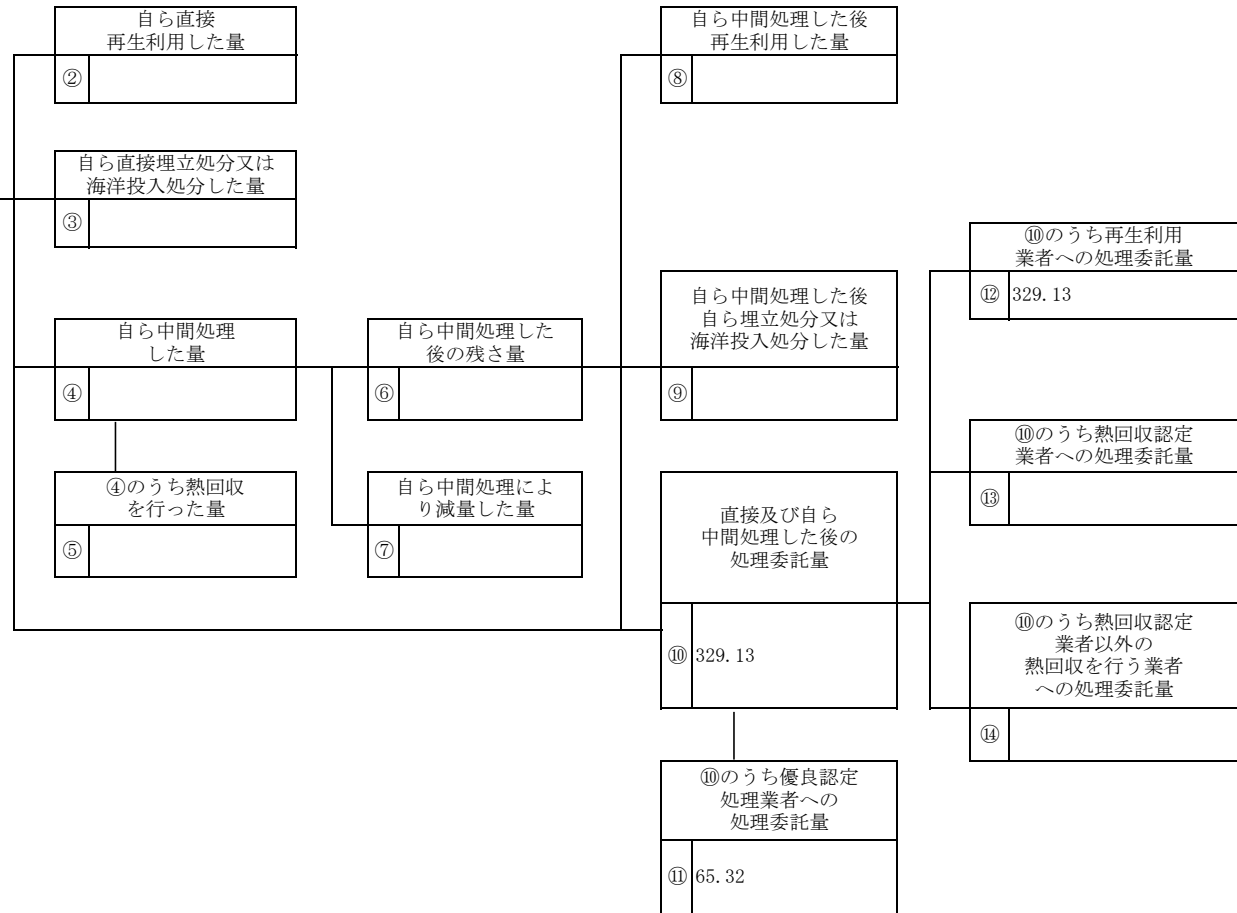 自ら直接
再生利用した量
②
自ら直接埋立処分又は
海洋投入処分した量
③
自ら中間処理
した量
④
④のうち熱回収
を行った量
⑤
自ら中間処理した
後の残さ量
⑥
自ら中間処理によ
り減量した量
⑦
自ら中間処理した後
再生利用した量
⑧
自ら中間処理した後
自ら埋立処分又は
海洋投入処分した量
⑨
直接及び自ら
中間処理した後の
処理委託量
⑩ 329.13
⑩のうち優良認定
処理業者への
処理委託量
⑪ 65.32
⑩のうち再生利用
業者への処理委託量
⑫ 329.13
⑩のうち熱回収認定
業者への処理委託量
⑬
⑩のうち熱回収認定
業者以外の
熱回収を行う業者
への処理委託量
⑭